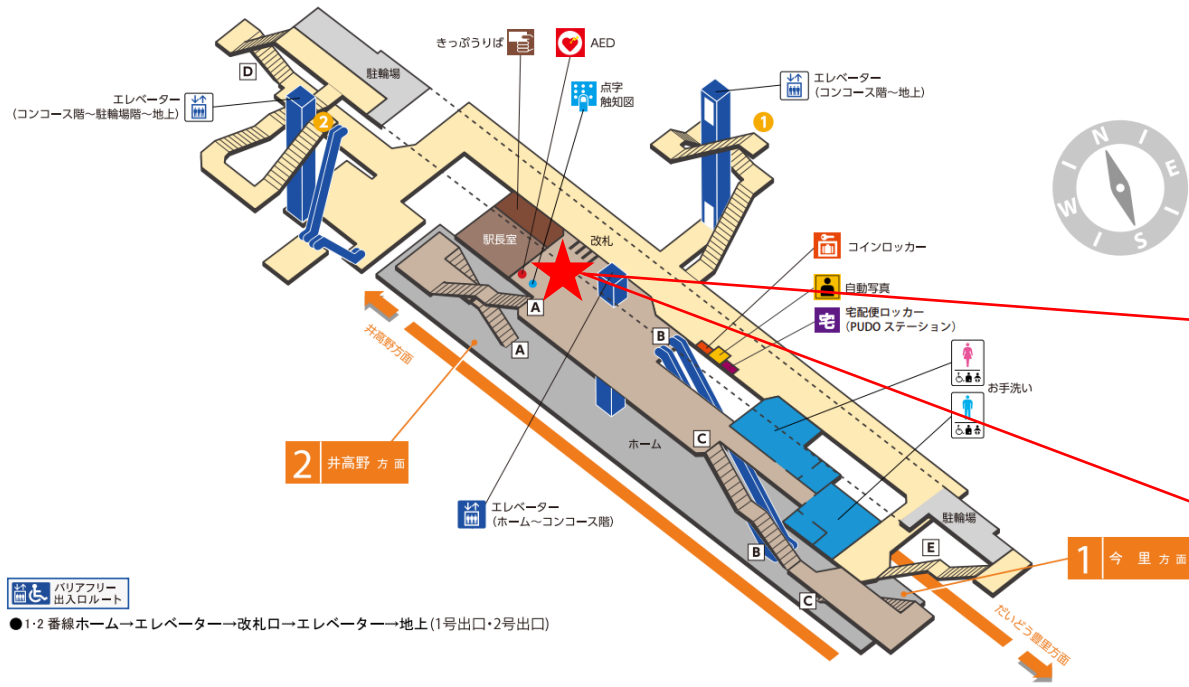 きっぷうりば
AED
点字
触知図
駐輪場
D
エレベーター
(コンコース階～駐輪場階～地上)
2
エレベーター
(コンコース階～地上)
1
N
E
S
W
駅長室
改札
コインロッカー
自動写真
宅
宅配便ロッカー
(PUDO ステーション)
A
A
B
お手洗い
井高野方面
ホーム
C
2 井高野 方面
エレベーター
(ホーム～コンコース階)
B
C
E
駐輪場
1 今 里 方面
だいどう豊里方面
バリアフリー
出入口ルート
●1･2 番線ホーム→エレベーター→改札口→エレベーター→地上(1号出口･2号出口)